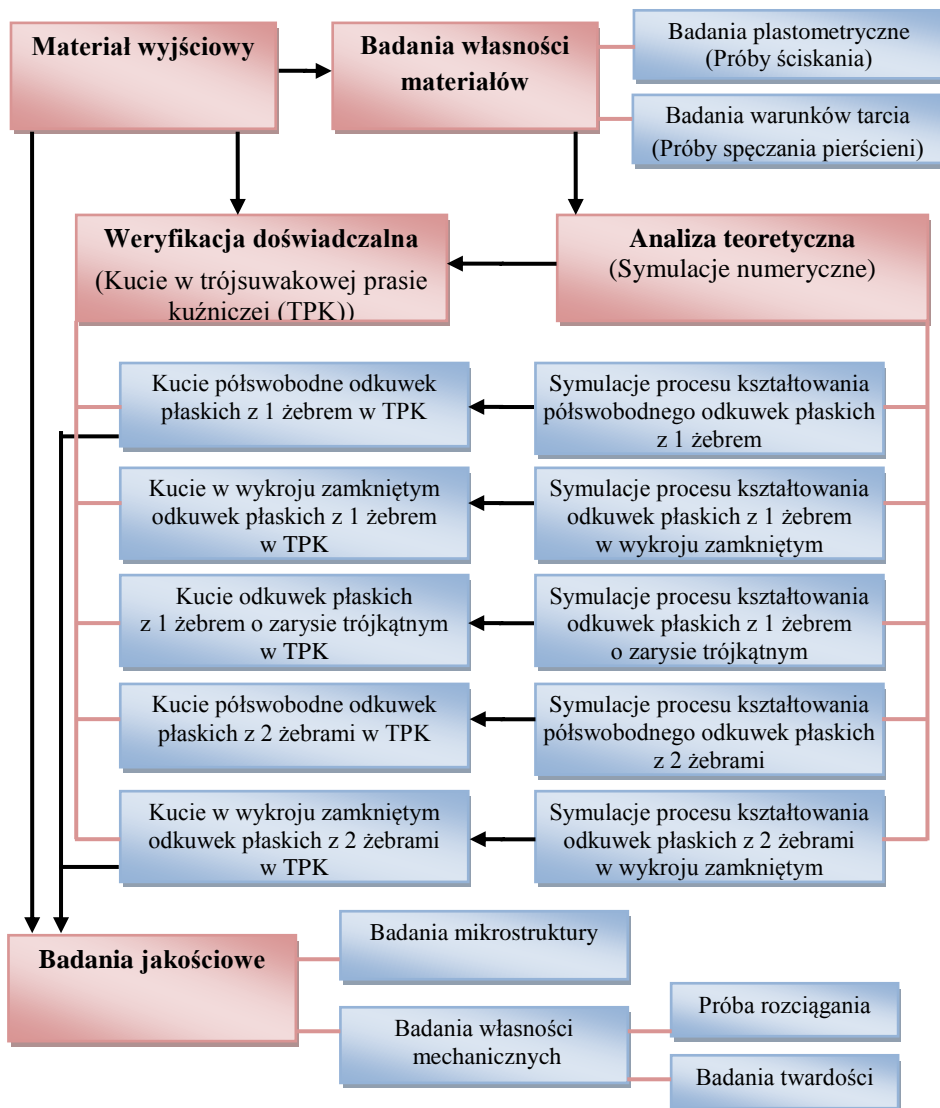 Materiał wyjściowy
Badania własności
materiałów
Badania plastometryczne
(Próby ściskania)
Badania warunków tarcia
(Próby spęczania pierścieni)
Weryfikacja doświadczalna
(Kucie w trójsuwakowej prasie
kuźniczej (TPK))
Analiza teoretyczna
(Symulacje numeryczne)
Kucie półswobodne odkuwek
płaskich z 1 żebrem w TPK
Symulacje procesu kształtowania
półswobodnego odkuwek płaskich
z 1 żebrem
Kucie w wykroju zamkniętym
odkuwek płaskich z 1 żebrem
w TPK
Symulacje procesu kształtowania
odkuwek płaskich z 1 żebrem
w wykroju zamkniętym
Kucie odkuwek płaskich
z 1 żebrem o zarysie trójkątnym
w TPK
Symulacje procesu kształtowania
odkuwek płaskich z 1 żebrem
o zarysie trójkątnym
Kucie półswobodne odkuwek
płaskich z 2 żebrami w TPK
Symulacje procesu kształtowania
półswobodnego odkuwek płaskich
z 2 żebrami
Kucie w wykroju zamkniętym
odkuwek płaskich z 2 żebrami
w TPK
Symulacje procesu kształtowania
odkuwek płaskich z 2 żebrami
w wykroju zamkniętym
Badania jakościowe
Badania mikrostruktury
Badania własności
mechanicznych
Próba rozciągania
Badania twardości